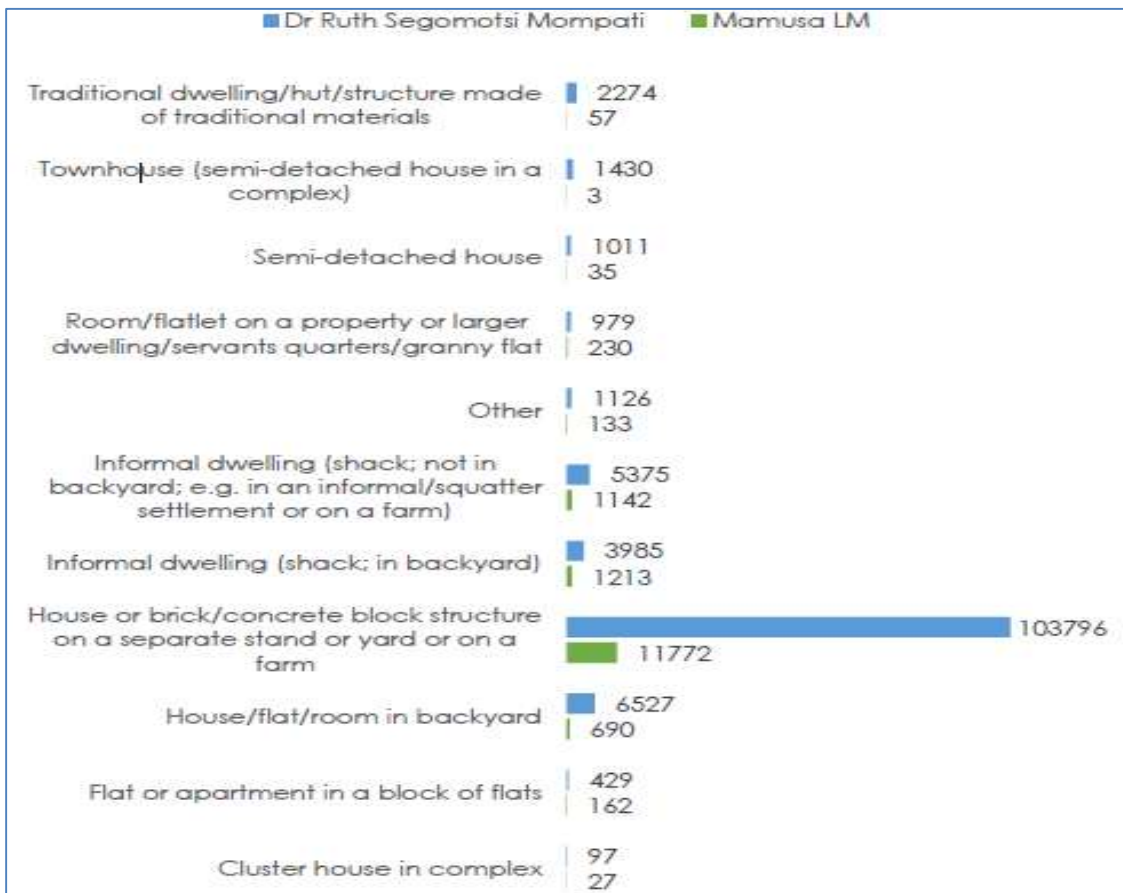 Dr Ruth Segomotsi Mompati Mamusa LM
Traditional dwelling/hut/structure made
of traditional materials
2274
57
Townhouse (semi-detached house in a
complex)
1430
3
Semi-detached house
1011
35
Room/flatlet on a property or larger
dwelling/servants quarters/granny flat
979
230
Other
1126
133
Informal dwelling (shack; not in
backyard; e.g. in an informal/squatter
settlement or on a farm)
5375
1142
Informal dwelling (shack; in backyard)
3985
1213
House or brick/concrete block structure
on a separate stand or yard or on a
farm
103796
11772
House/flat/room in backyard
6527
690
Flat or apartment in a block of flats
429
162
Cluster house in complex
97
27